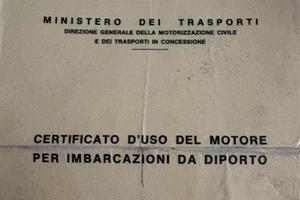 MINISTERO DEI TRASPORTI
DIREZIONE GENERALE DELLA MOTORIZZAZIONE CIVILE
E DEI TRASPORTI IN CONCESSIONE
CERTIFICATO D'USO DEL MOTORE
PER IMBARCAZIONI DA DIPORTO